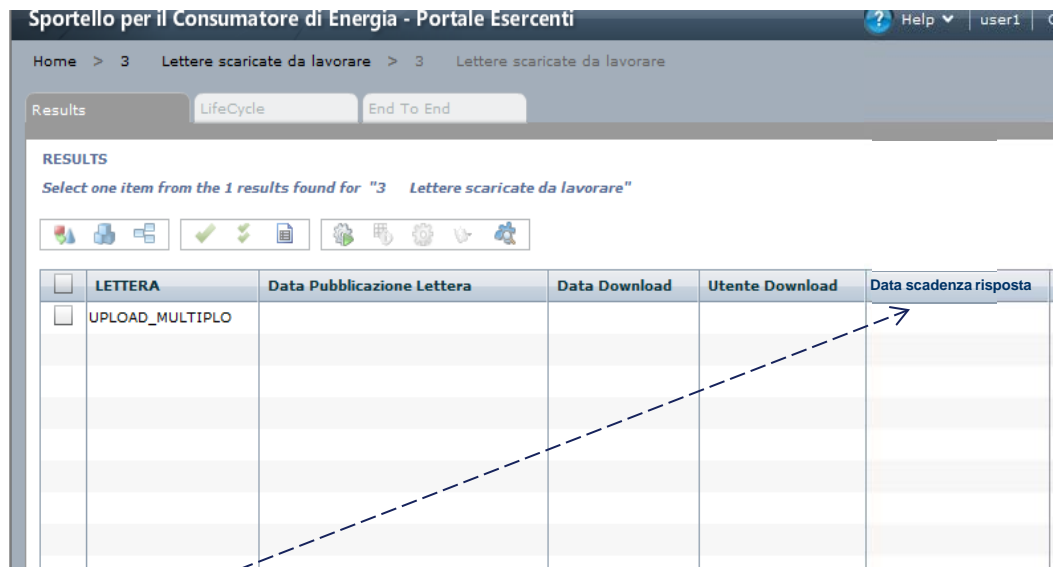 Sportello per il Consumatore di Energia - Portale Esercenti Help user1
Home > 3 Lettere scaricate da lavorare > 3 Lettere scaricate da lavorare
Results LifeCycle End To End
RESULTS
Select one item from the 1 results found for "3 Lettere scaricate da lavorare"
LETTERA Data Pubblicazione Lettera Data Download Utente Download Data scadenza risposta
UPLOAD_MULTIPLO